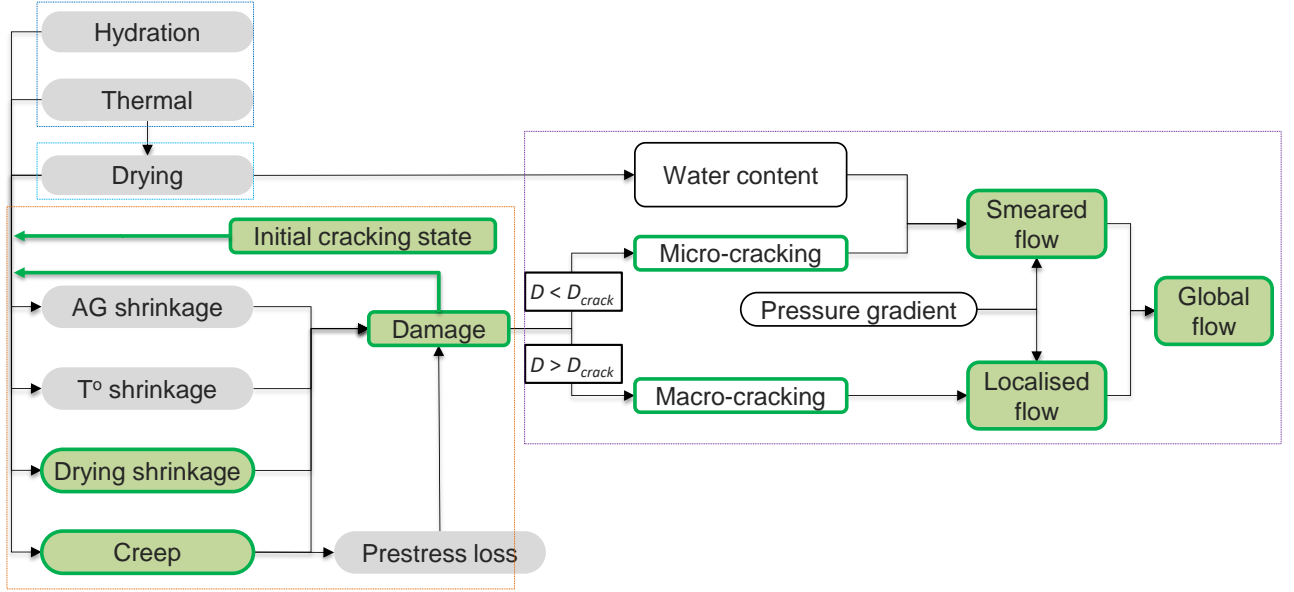 Hydration
Thermal
Drying
Water content
Smeared
flow
Initial cracking state
Micro-cracking
D < Dcrack
AG shrinkage
Pressure gradient
Global
flow
Damage
D > Dcrack
Tº shrinkage
Macro-cracking
Localised
flow
Drying shrinkage
Creep
Prestress loss